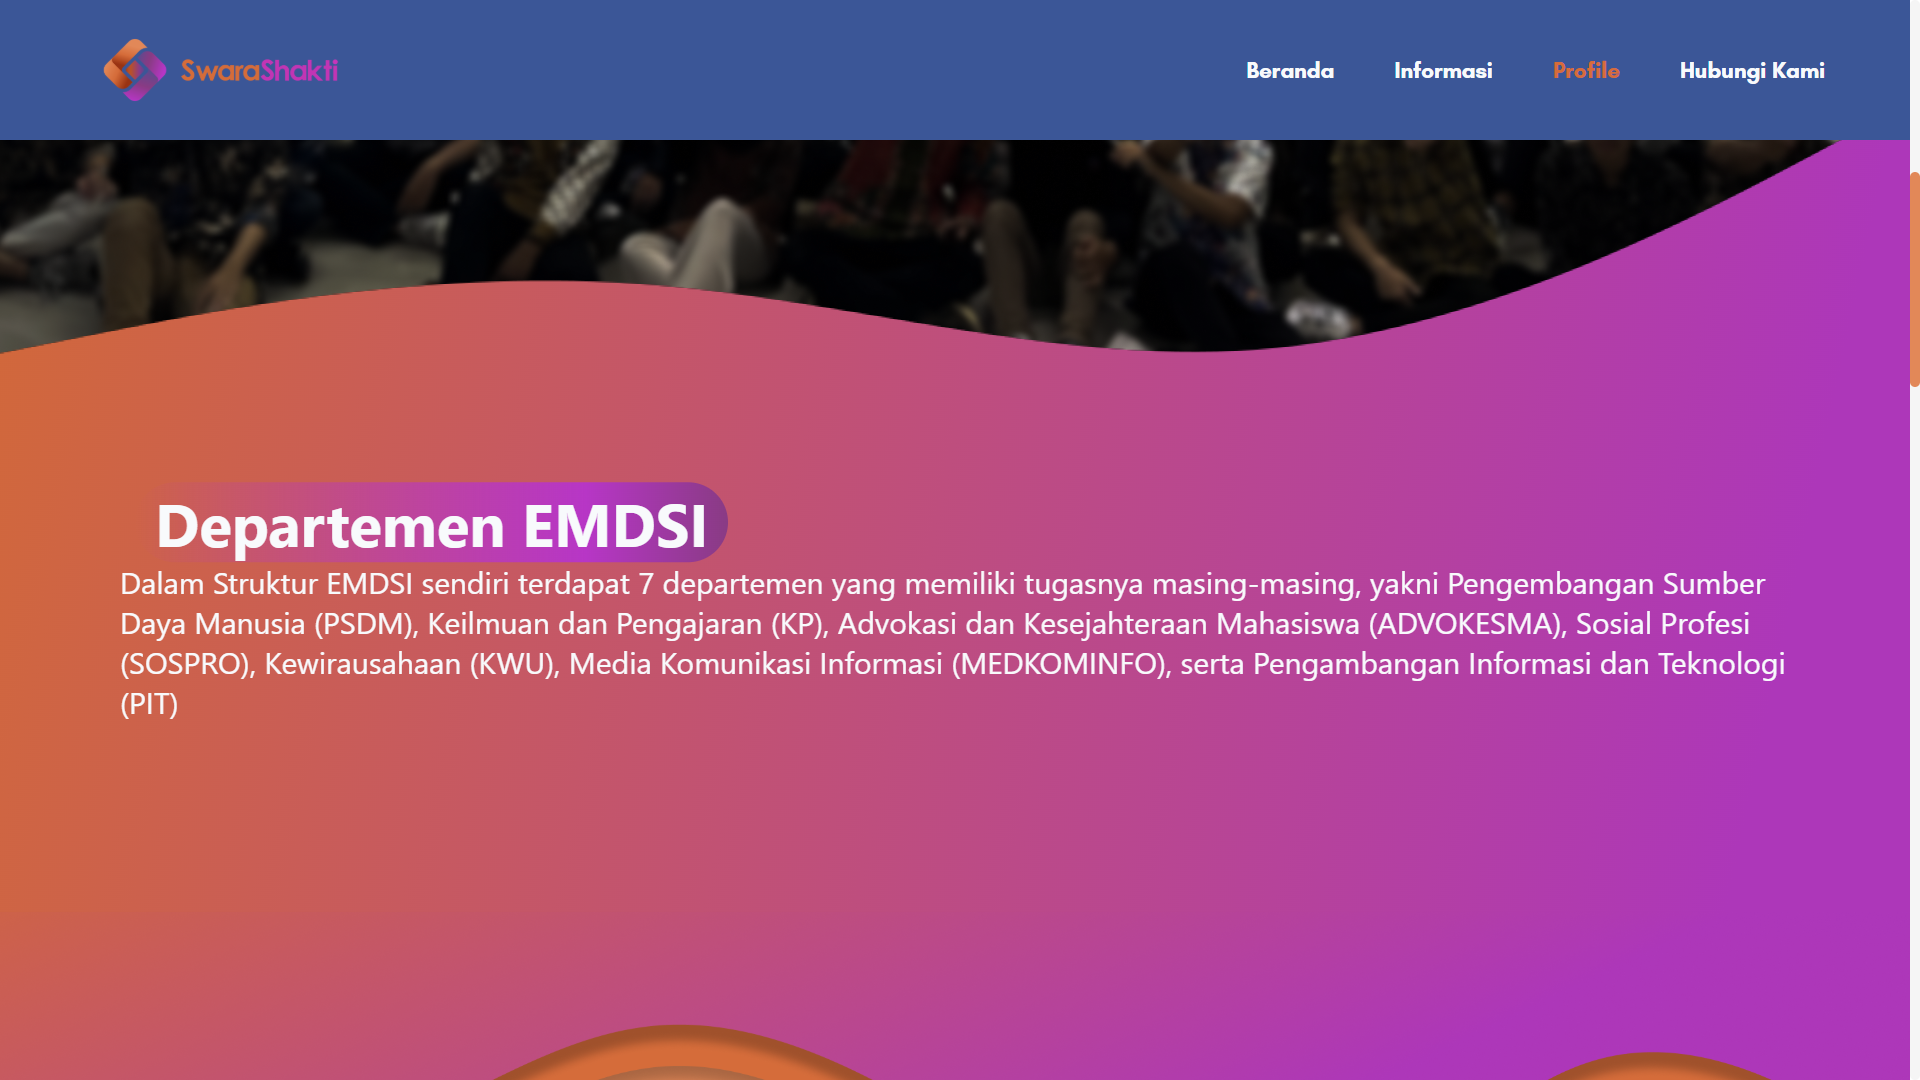 SwaraShakti
Beranda
Informasi
Profile
Hubungi Kami
Departemen EMDSI
Dalam Struktur EMDSI sendiri terdapat 7 departemen yang memiliki tugasnya masing-masing, yakni Pengembangan Sumber
Daya Manusia (PSDM), Keilmuan dan Pengajaran (KP), Advokasi dan Kesejahteraan Mahasiswa (ADVOKESMA), Sosial Profesi
(SOSPRO), Kewirausahaan (KWU), Media Komunikasi Informasi (MEDKOMINFO), serta Pengambangan Informasi dan Teknologi
(PIT)